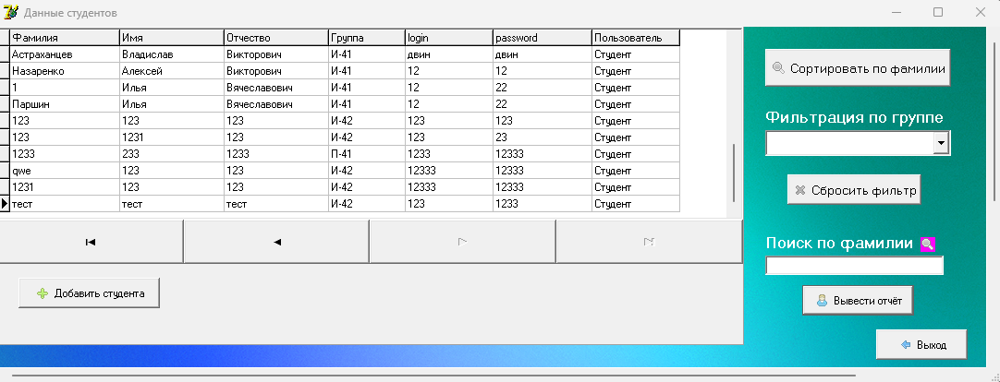 Данные студентов
Фамилия Имя Отчество Группа login password Пользователь
Астраханцев Владислав Викторович И-41 двин двин Студент
Назаренко Алексей Викторович И-41 12 12 Студент
1 Илья Вячеславович И-41 12 22 Студент
Паршин Илья Вячеславович И-41 12 22 Студент
123 123 123 И-42 123 123 Студент
123 1231 123 И-42 123 23 Студент
1233 233 1233 П-41 1233 12333 Студент
qwe 123 123 И-42 12333 12333 Студент
1231 123 123 И-42 12333 12333 Студент
тест тест тест И-42 123 1233 Студент
Добавить студента
Сортировать по фамилии
Фильтрация по группе
Сбросить фильтр
Поиск по фамилии
Вывести отчёт
Выход